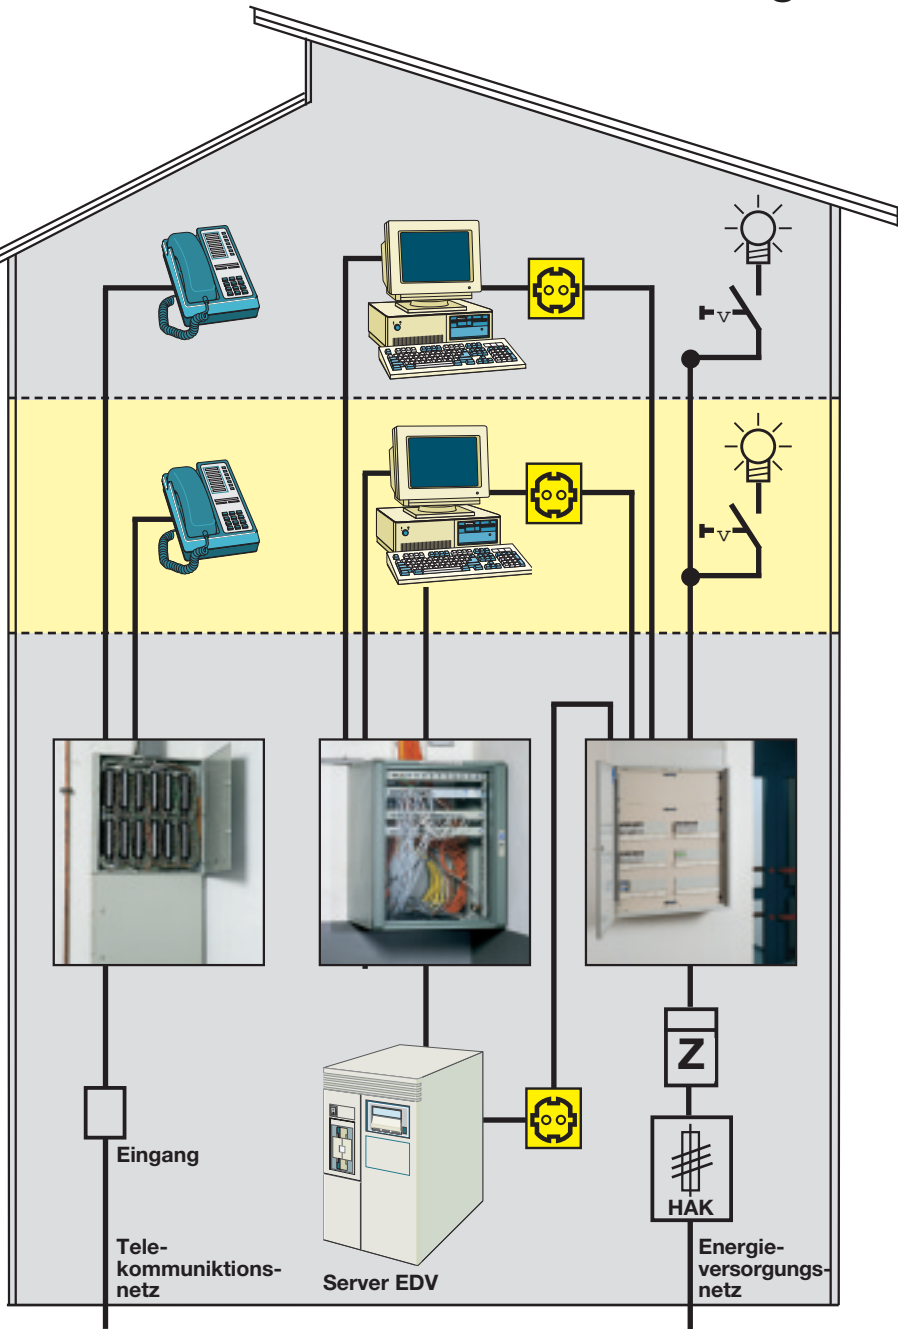 g
v
v
Z
Eingang
HAK
Tele-
kommuniktions-
netz
Server EDV
Energie-
versorgungs-
netz